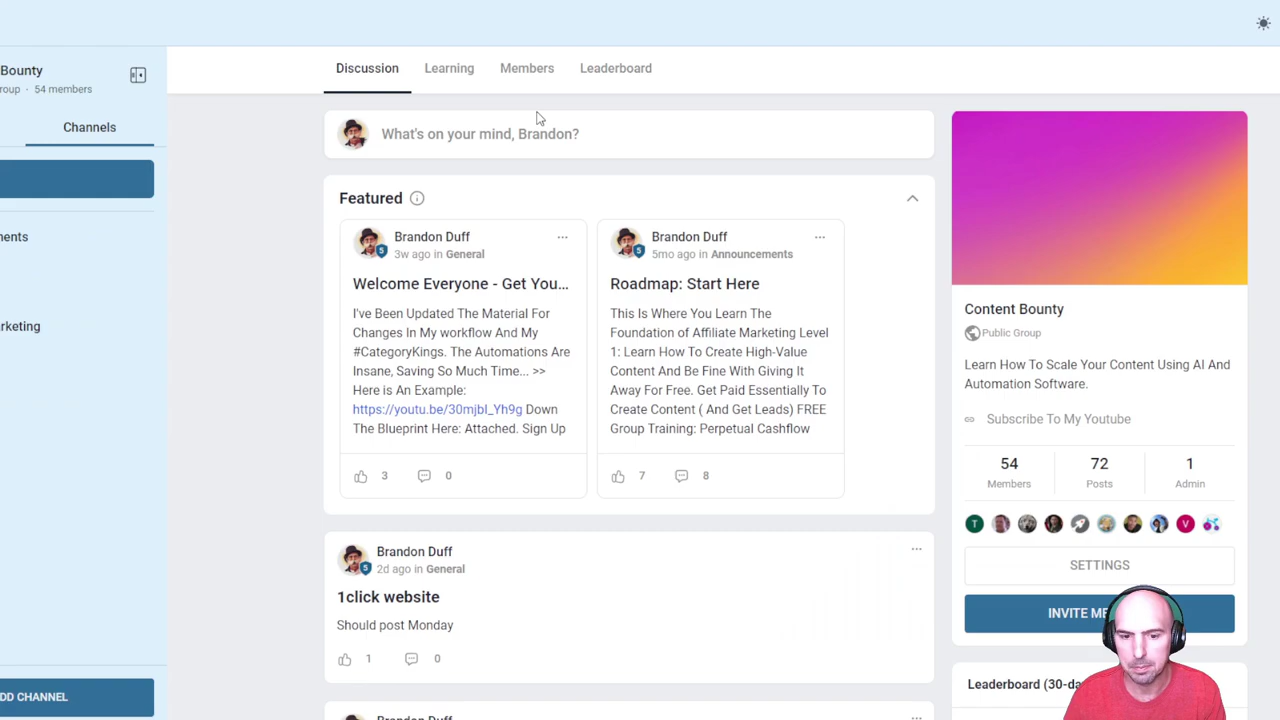 Bounty
roup · 54 members
Channels
ments
rketing
DD CHANNEL
Discussion
Learning
Members
Leaderboard
What's on your mind, Brandon?
Featured
5
Brandon Duff
3w ago in General
Welcome Everyone - Get You...
I've Been Updated The Material For
Changes In My workflow And My
#CategoryKings. The Automations Are
Insane, Saving So Much Time... >>
Here is An Example:
https://youtu.be/30mjbI_Yh9g Down
The Blueprint Here: Attached. Sign Up
3
0
5
Brandon Duff
5mo ago in Announcements
Roadmap: Start Here
This Is Where You Learn The
Foundation of Affiliate Marketing Level
1: Learn How To Create High-Value
Content And Be Fine With Giving It
Away For Free. Get Paid Essentially To
Create Content ( And Get Leads) FREE
Group Training: Perpetual Cashflow
7
8
5
Brandon Duff
2d ago in General
1click website
Should post Monday
1
0
Brandon Duff
Content Bounty
Public Group
Learn How To Scale Your Content Using AI And
Automation Software.
Subscribe To My Youtube
54
Members
72
Posts
1
Admin
T
V
SETTINGS
INVITE ME
Leaderboard (30-da